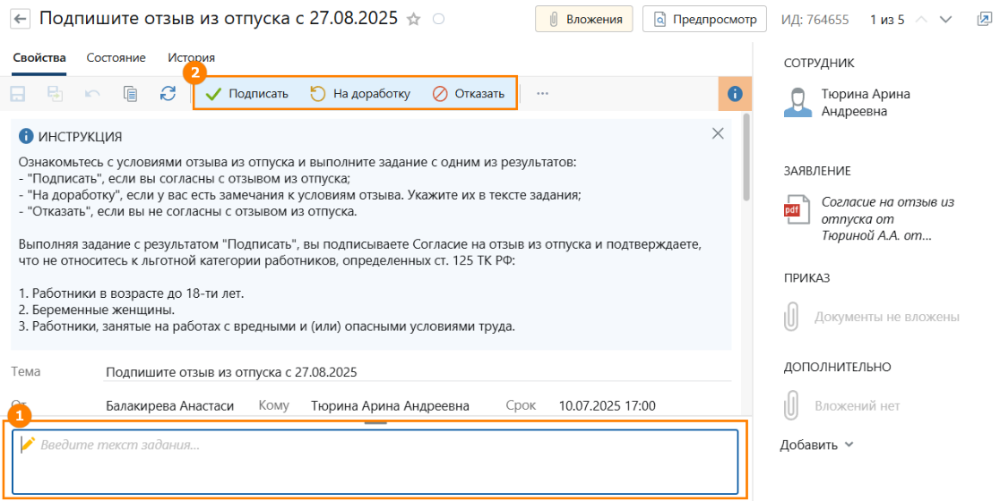 Подпишите отзыв из отпуска с 27.08.2025
Вложения
Предпросмотр
ИД: 764655
1 из 5
Свойства
Состояние
История
2
Подписать
На доработку
Отказать
ИНСТРУКЦИЯ
Ознакомьтесь с условиями отзыва из отпуска и выполните задание с одним из результатов:
- "Подписать", если вы согласны с отзывом из отпуска;
- "На доработку", если у вас есть замечания к условиям отзыва. Укажите их в тексте задания;
- "Отказать", если вы не согласны с отзывом из отпуска.
Выполняя задание с результатом "Подписать", вы подписываете Согласие на отзыв из отпуска и подтверждаете,
что не относитесь к льготной категории работников, определенных ст. 125 ТК РФ:
1. Работники в возрасте до 18-ти лет.
2. Беременные женщины.
3. Работники, занятые на работах с вредными и (или) опасными условиями труда.
Тема
Подпишите отзыв из отпуска с 27.08.2025
От
Балакирева Анастаси
Кому
Тюрина Арина Андреевна
Срок
10.07.2025 17:00
1
Введите текст задания...
СОТРУДНИК
Тюрина Арина
Андреевна
ЗАЯВЛЕНИЕ
pdf
Согласие на отзыв из
отпуска от
Тюриной А.А. от...
ПРИКАЗ
Документы не вложены
ДОПОЛНИТЕЛЬНО
Вложений нет
Добавить